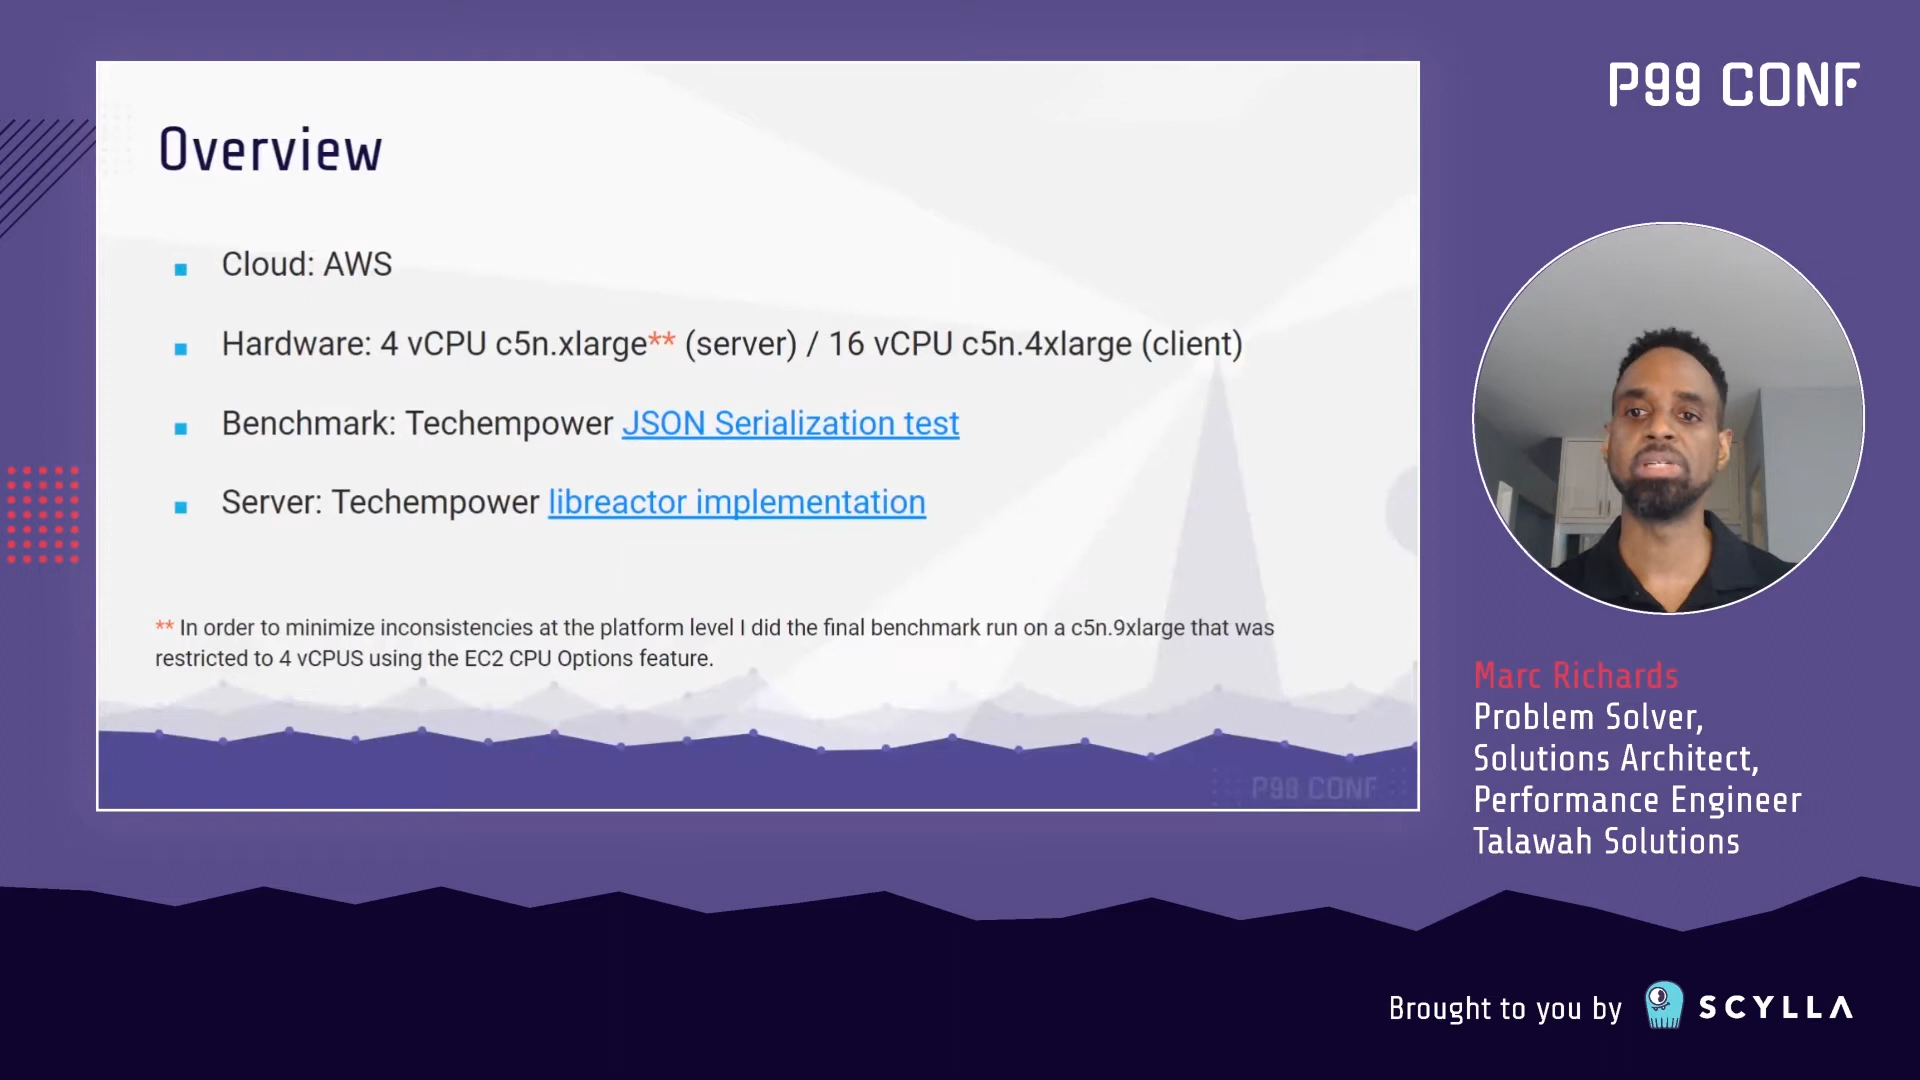 P99 CONF
Overview
Cloud: AWS
Hardware: 4 vCPU c5n.xlarge** (server) / 16 vCPU c5n.4xlarge (client)
Benchmark: Techempower JSON Serialization test
Server: Techempower libreactor implementation
** In order to minimize inconsistencies at the platform level I did the final benchmark run on a c5n.9xlarge that was
restricted to 4 vCPUS using the EC2 CPU Options feature.
P99 CONF
Marc Richards
Problem Solver,
Solutions Architect,
Performance Engineer
Talawah Solutions
Brought to you by SCYLLA